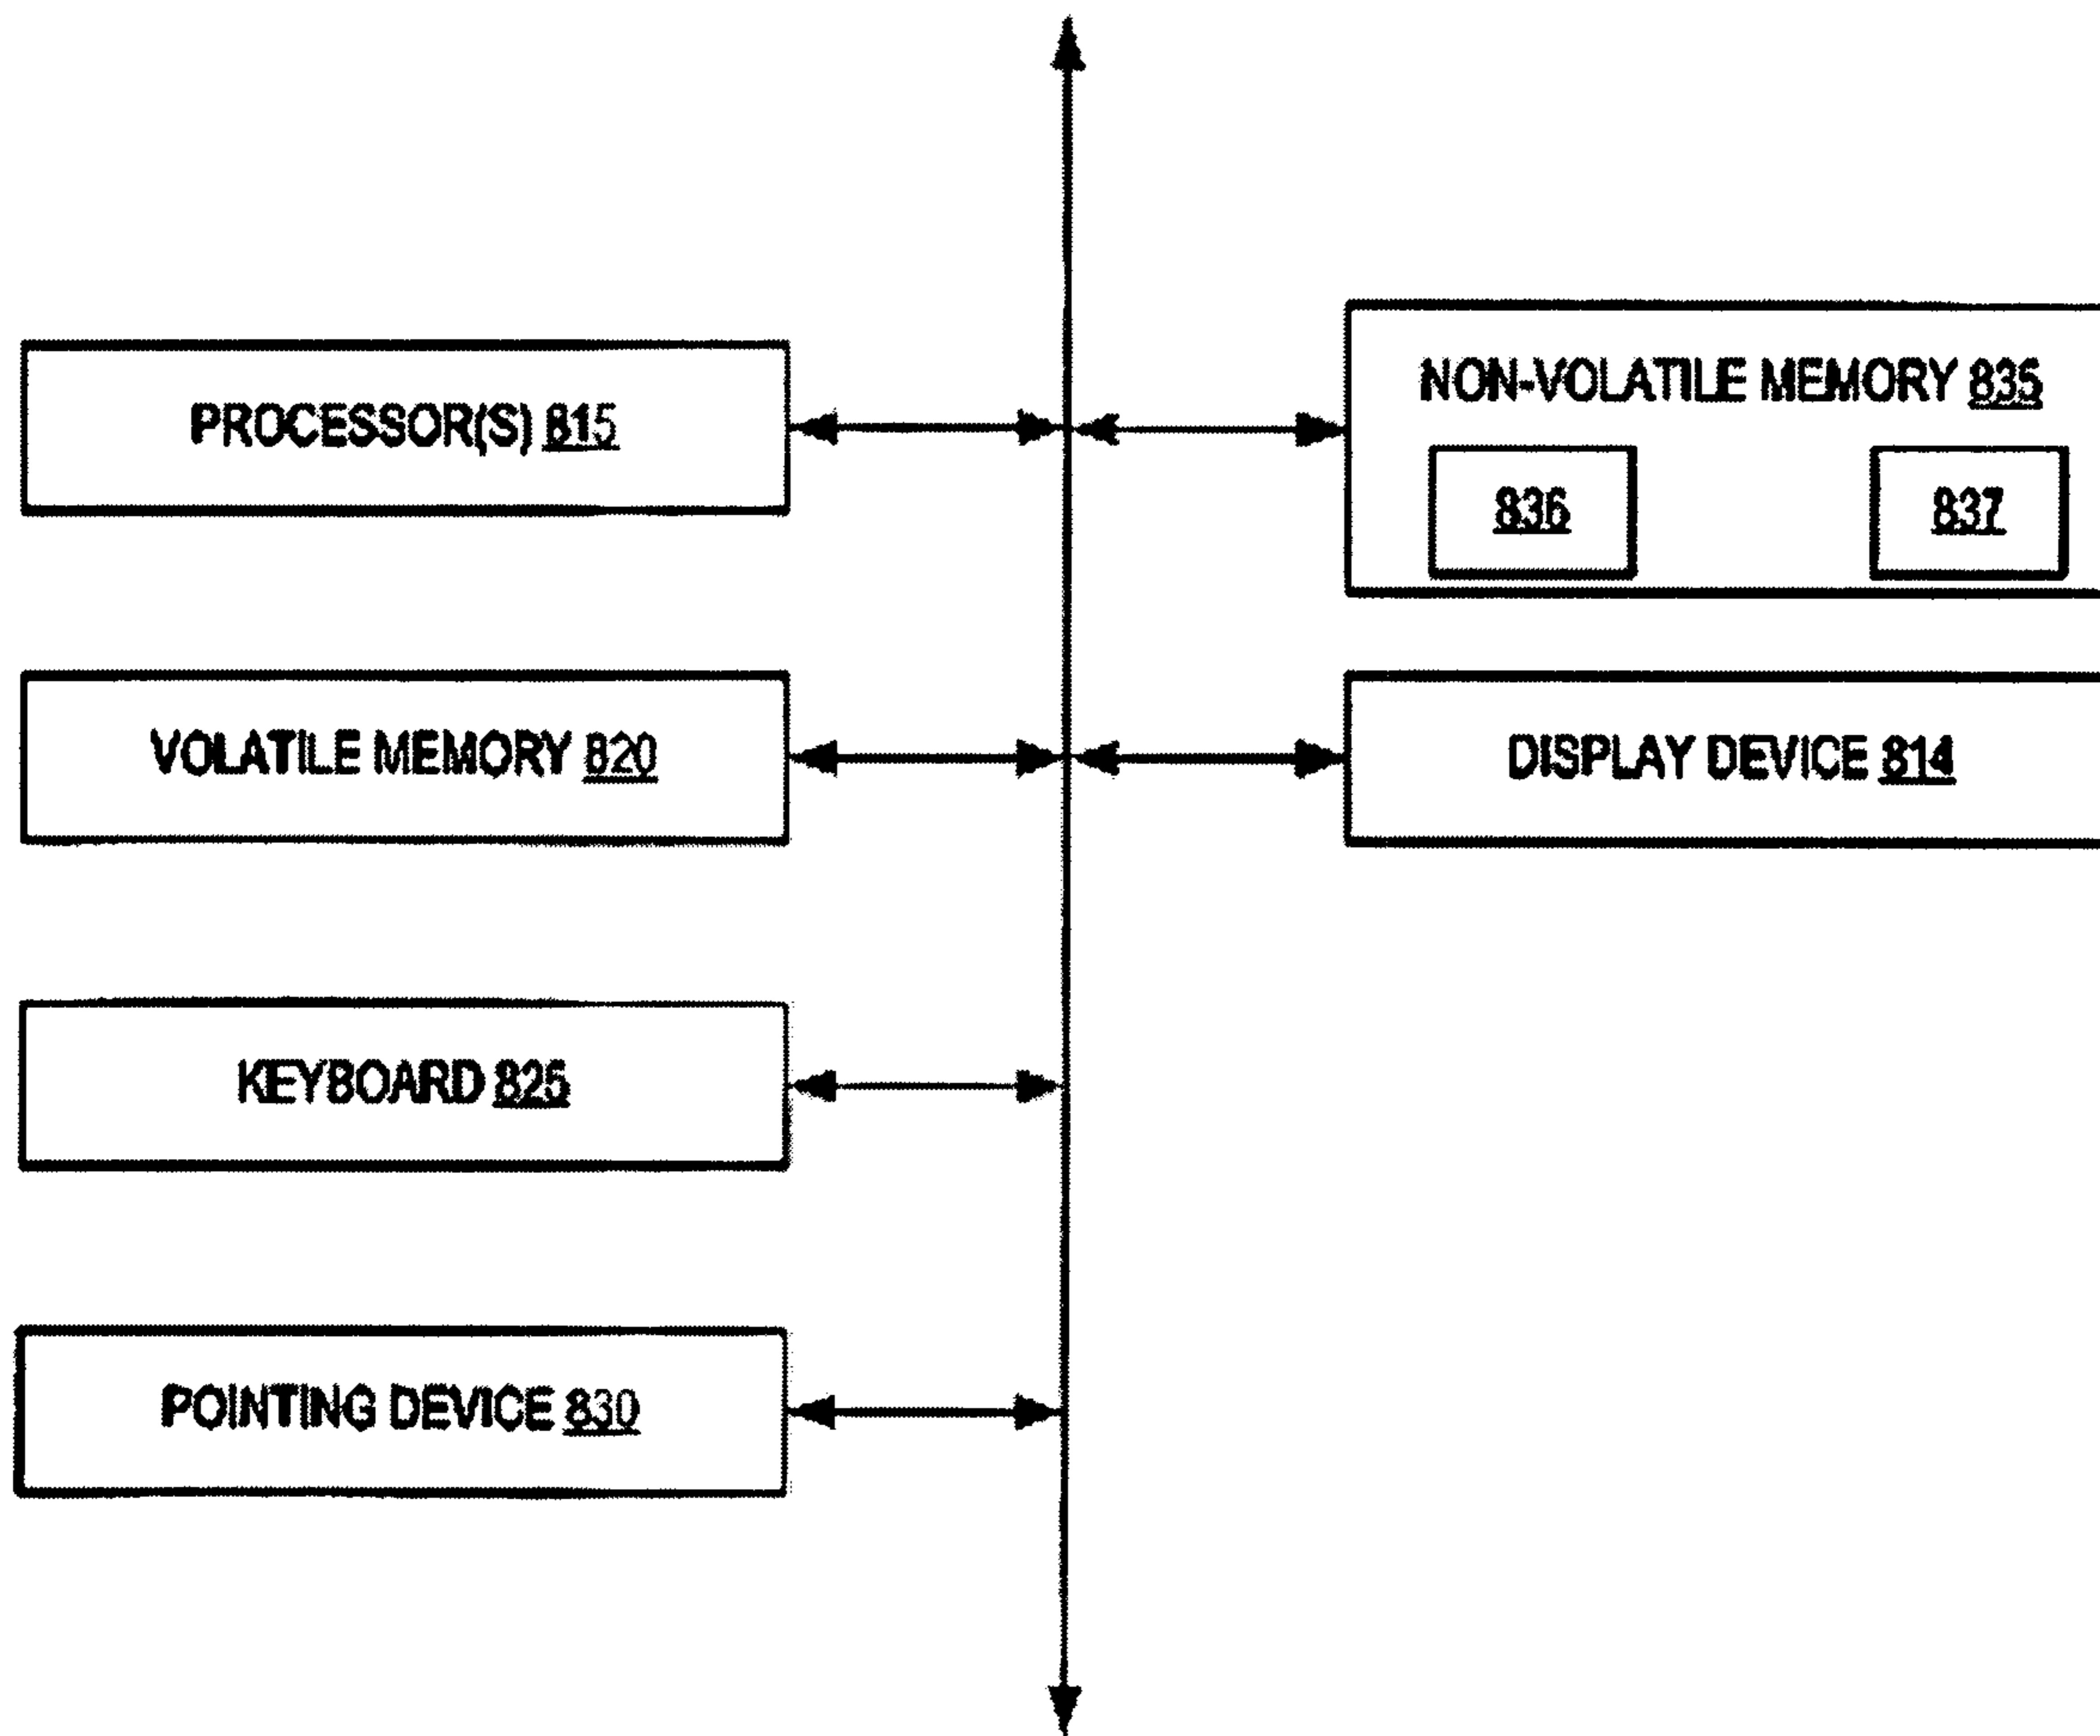 PROCESSOR(S) 815
NON-VOLATILE MEMORY 835
836
837
VOLATILE MEMORY 820
DISPLAY DEVICE 814
KEYBOARD 825
POINTING DEVICE 830